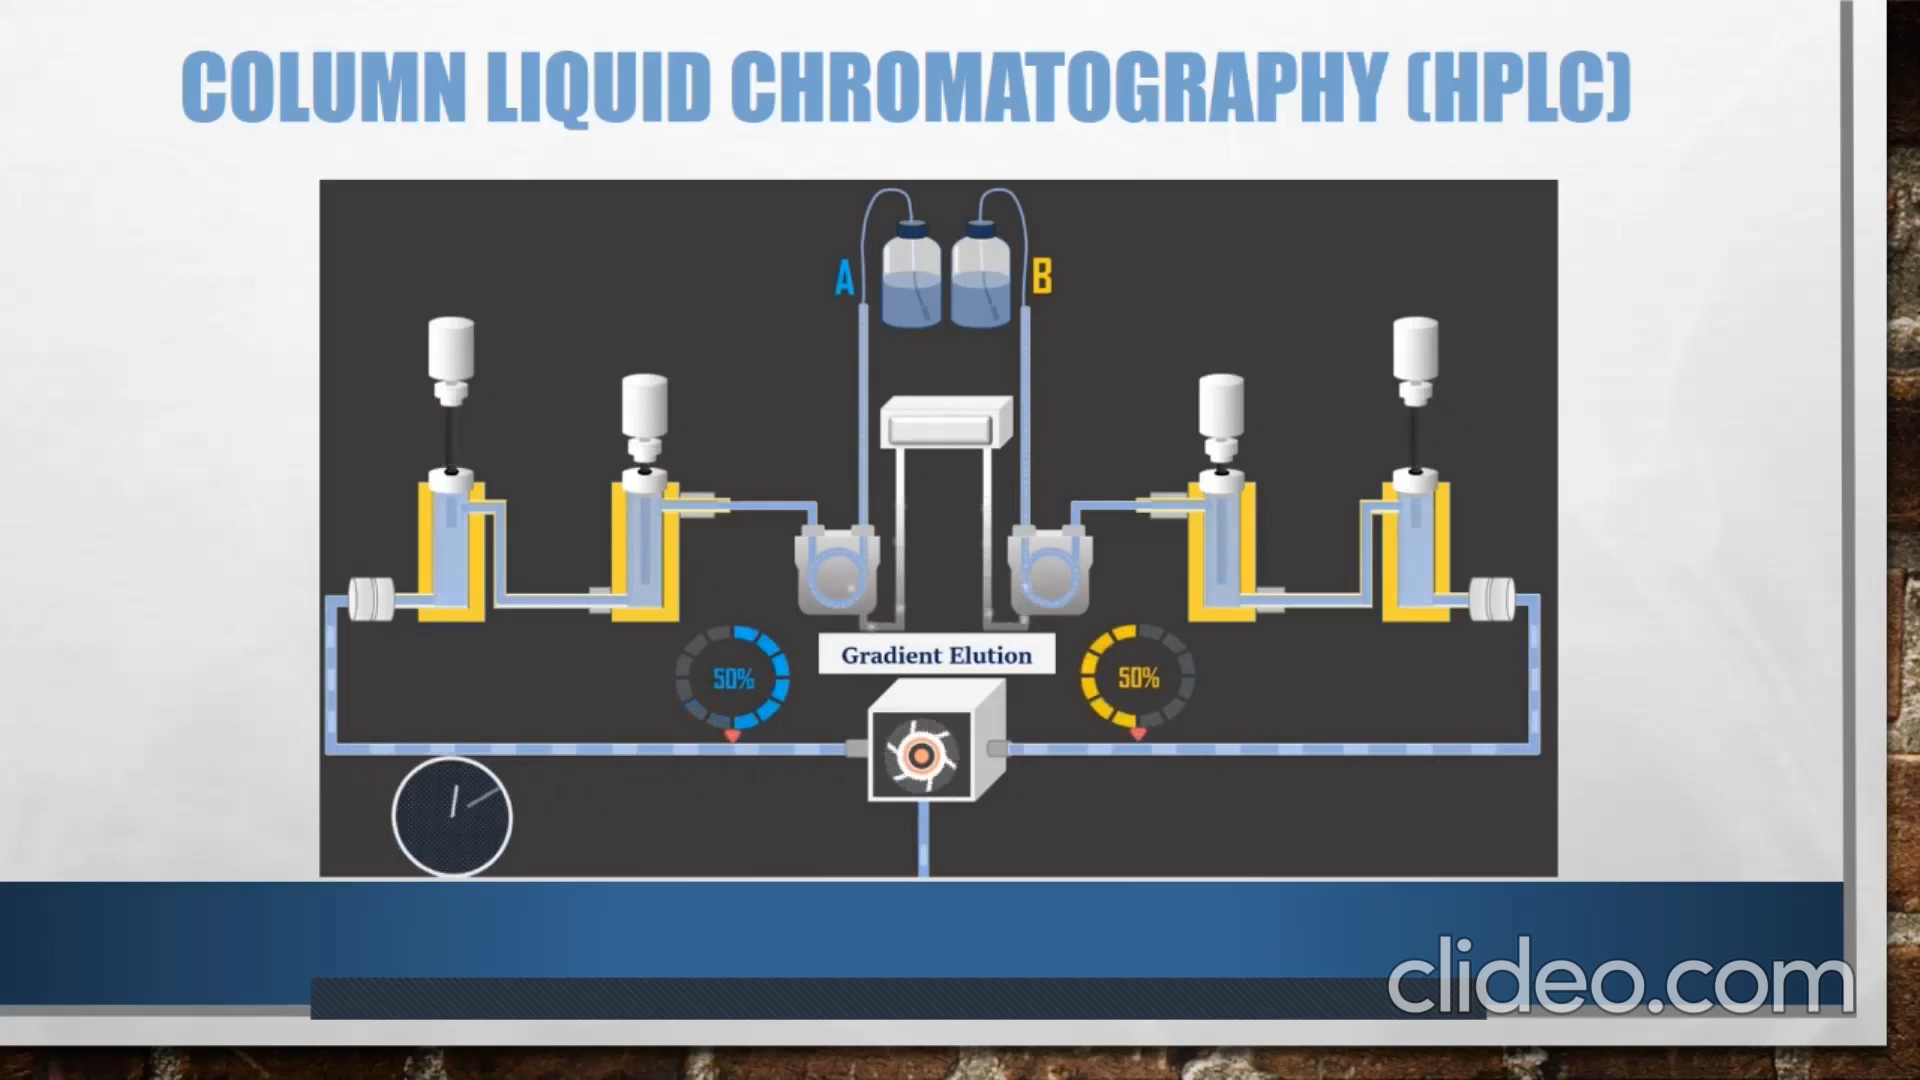 COLUMN LIQUID CHROMATOGRAPHY (HPLC)
A
B
50%
Gradient Elution
50%
clideo.com